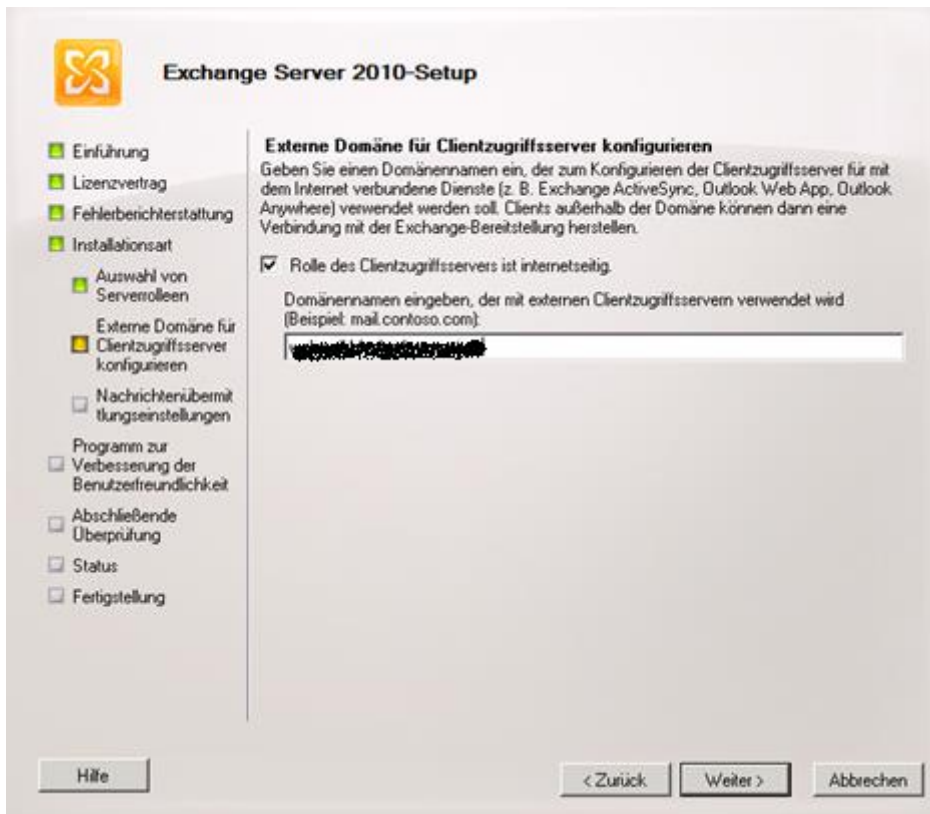 Exchange Server 2010-Setup
Einführung
Lizenzvertrag
Fehlerberichterstattung
Installationsart
Auswahl von
Serverrolleen
Externe Domäne für
Clientzugriffsserver
konfigurieren
Nachrichtenübermit
tlungseinstellungen
Programm zur
Verbesserung der
Benutzerfreundlichkeit
Abschließende
Überprüfung
Status
Fertigstellung
Externe Domäne für Clientzugriffsserver konfigurieren
Geben Sie einen Domänennamen ein, der zum Konfigurieren der Clientzugriffsserver für mit
dem Internet verbundene Dienste (z. B. Exchange ActiveSync, Outlook Web App, Outlook
Anywhere) verwendet werden soll. Clients außerhalb der Domäne können dann eine
Verbindung mit der Exchange-Bereitstellung herstellen.
Rolle des Clientzugriffsservers ist internetseitig.
Domänennamen eingeben, der mit externen Clientzugriffsservern verwendet wird
(Beispiel: mail.contoso.com):
Hilfe
< Zurück
Weiter >
Abbrechen